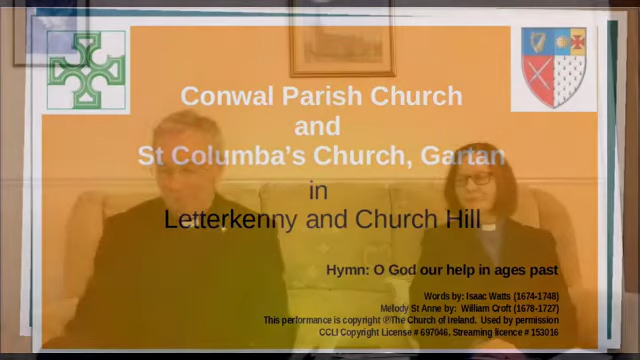 Conwal Parish Church
and
St Columba's Church, Gartan
in
Letterkenny and Church Hill
Hymn: O God our help in ages past
Words by: Isaac Watts (1674-1748)
Melody St Anne by: William Croft (1678-1727)
This performance is copyright ℗The Church of Ireland. Used by permission
CCLI Copyright License # 697046. Streaming licence # 153016